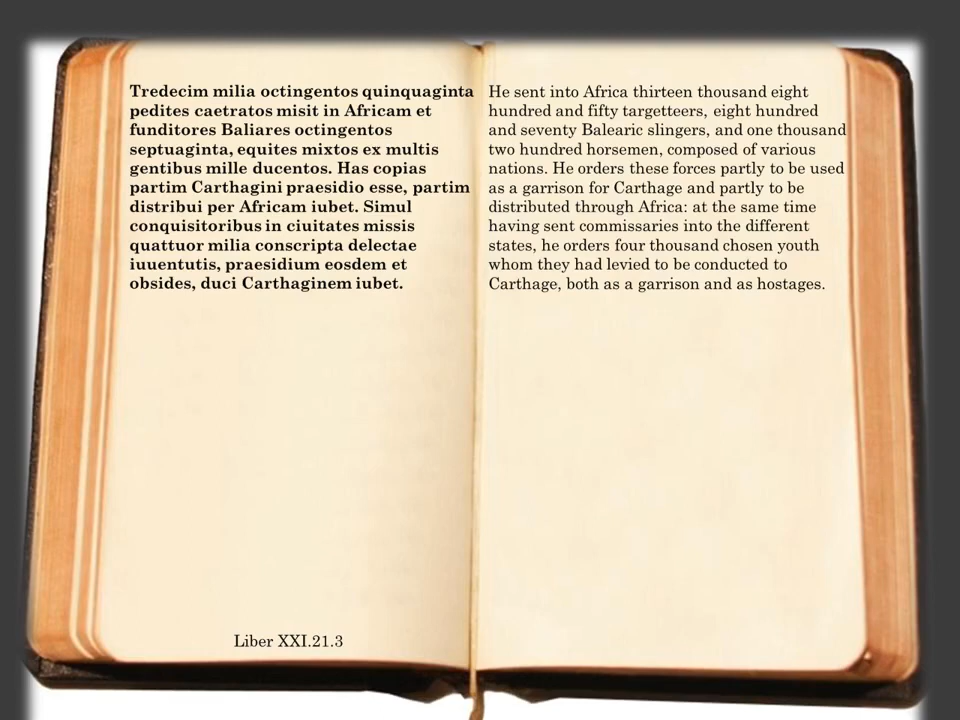 Tredecim milia octingentos quinquaginta
pedites caetratos misit in Africam et
funditores Baliares octingentos
septuaginta, equites mixtos ex multis
gentibus mille ducentos. Has copias
partim Carthagini praesidio esse, partim
distribui per Africam iubet. Simul
conquisitoribus in ciuitates missis
quattuor milia conscripta delectae
iuuentutis, praesidium eosdem et
obsides, duci Carthaginem iubet.
Liber XXI.21.3
He sent into Africa thirteen thousand eight
hundred and fifty targetteers, eight hundred
and seventy Balearic slingers, and one thousand
two hundred horsemen, composed of various
nations. He orders these forces partly to be used
as a garrison for Carthage and partly to be
distributed through Africa: at the same time
having sent commissaries into the different
states, he orders four thousand chosen youth
whom they had levied to be conducted to
Carthage, both as a garrison and as hostages.